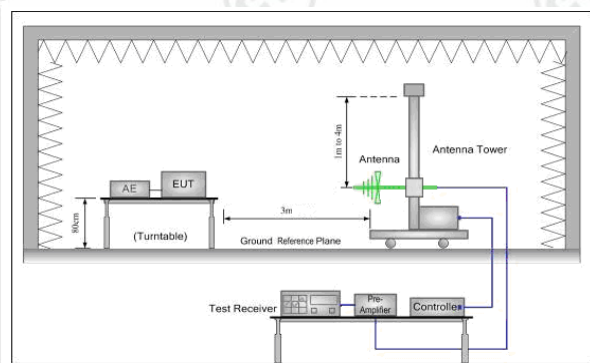 1m to 4m
Antenna
Antenna Tower
AE
EUT
80cm
(Turntable)
3m
Ground Reference Plane
Test Receiver
Pre-
Amplifier
Controller